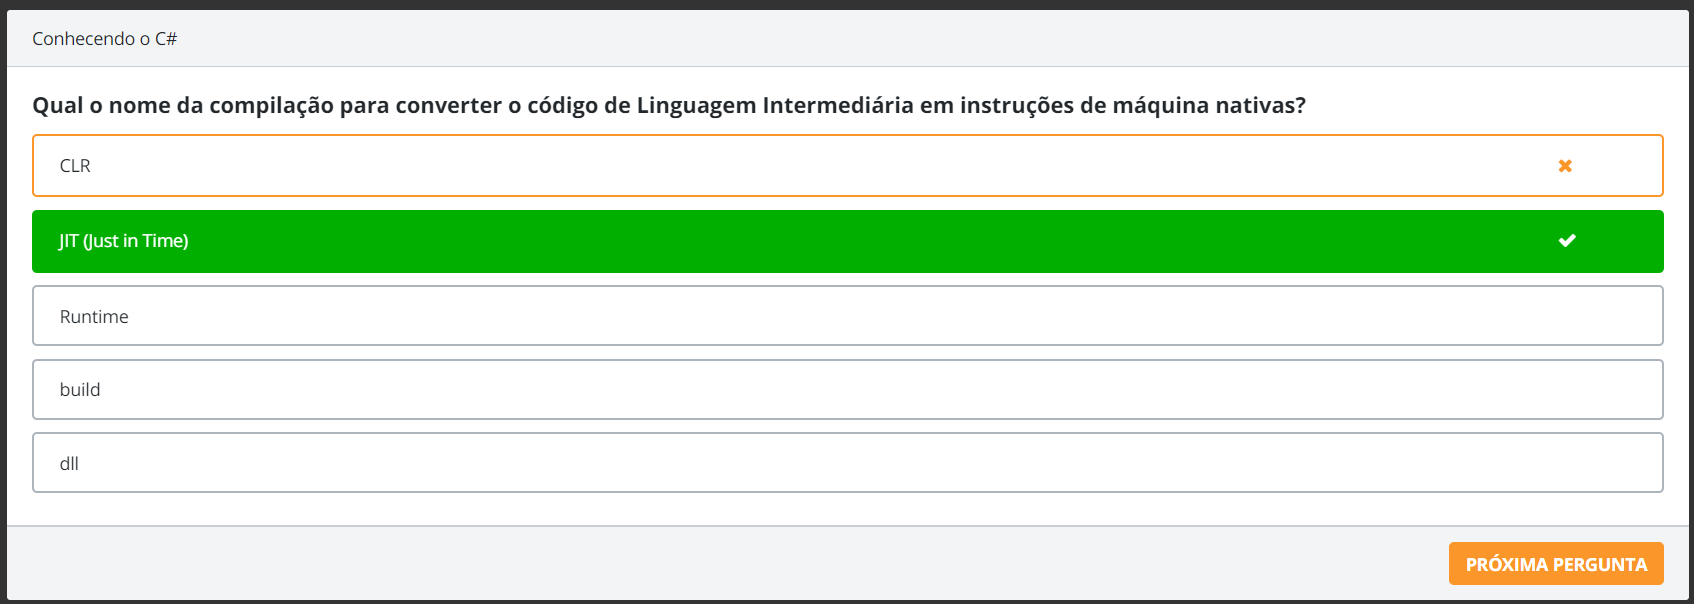 Conhecendo o C#
Qual o nome da compilação para converter o código de Linguagem Intermediária em instruções de máquina nativas?
CLR
JIT (Just in Time)
Runtime
build
dll
PRÓXIMA PERGUNTA